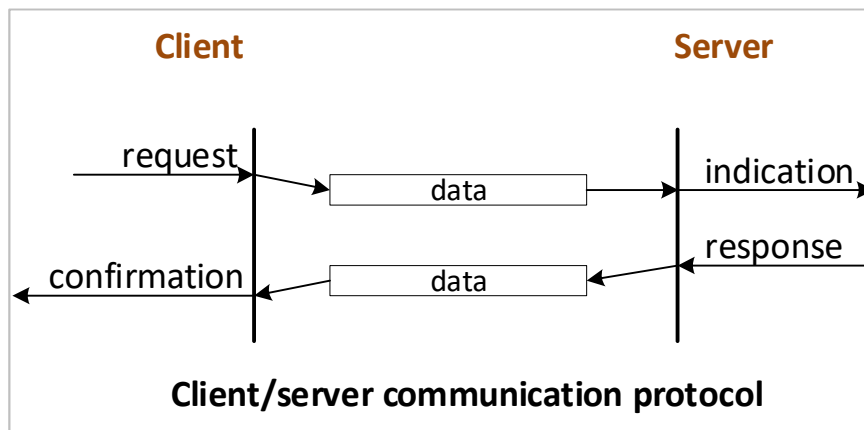 Client Server
request
data
indication
response
confirmation
data
Client/server communication protocol